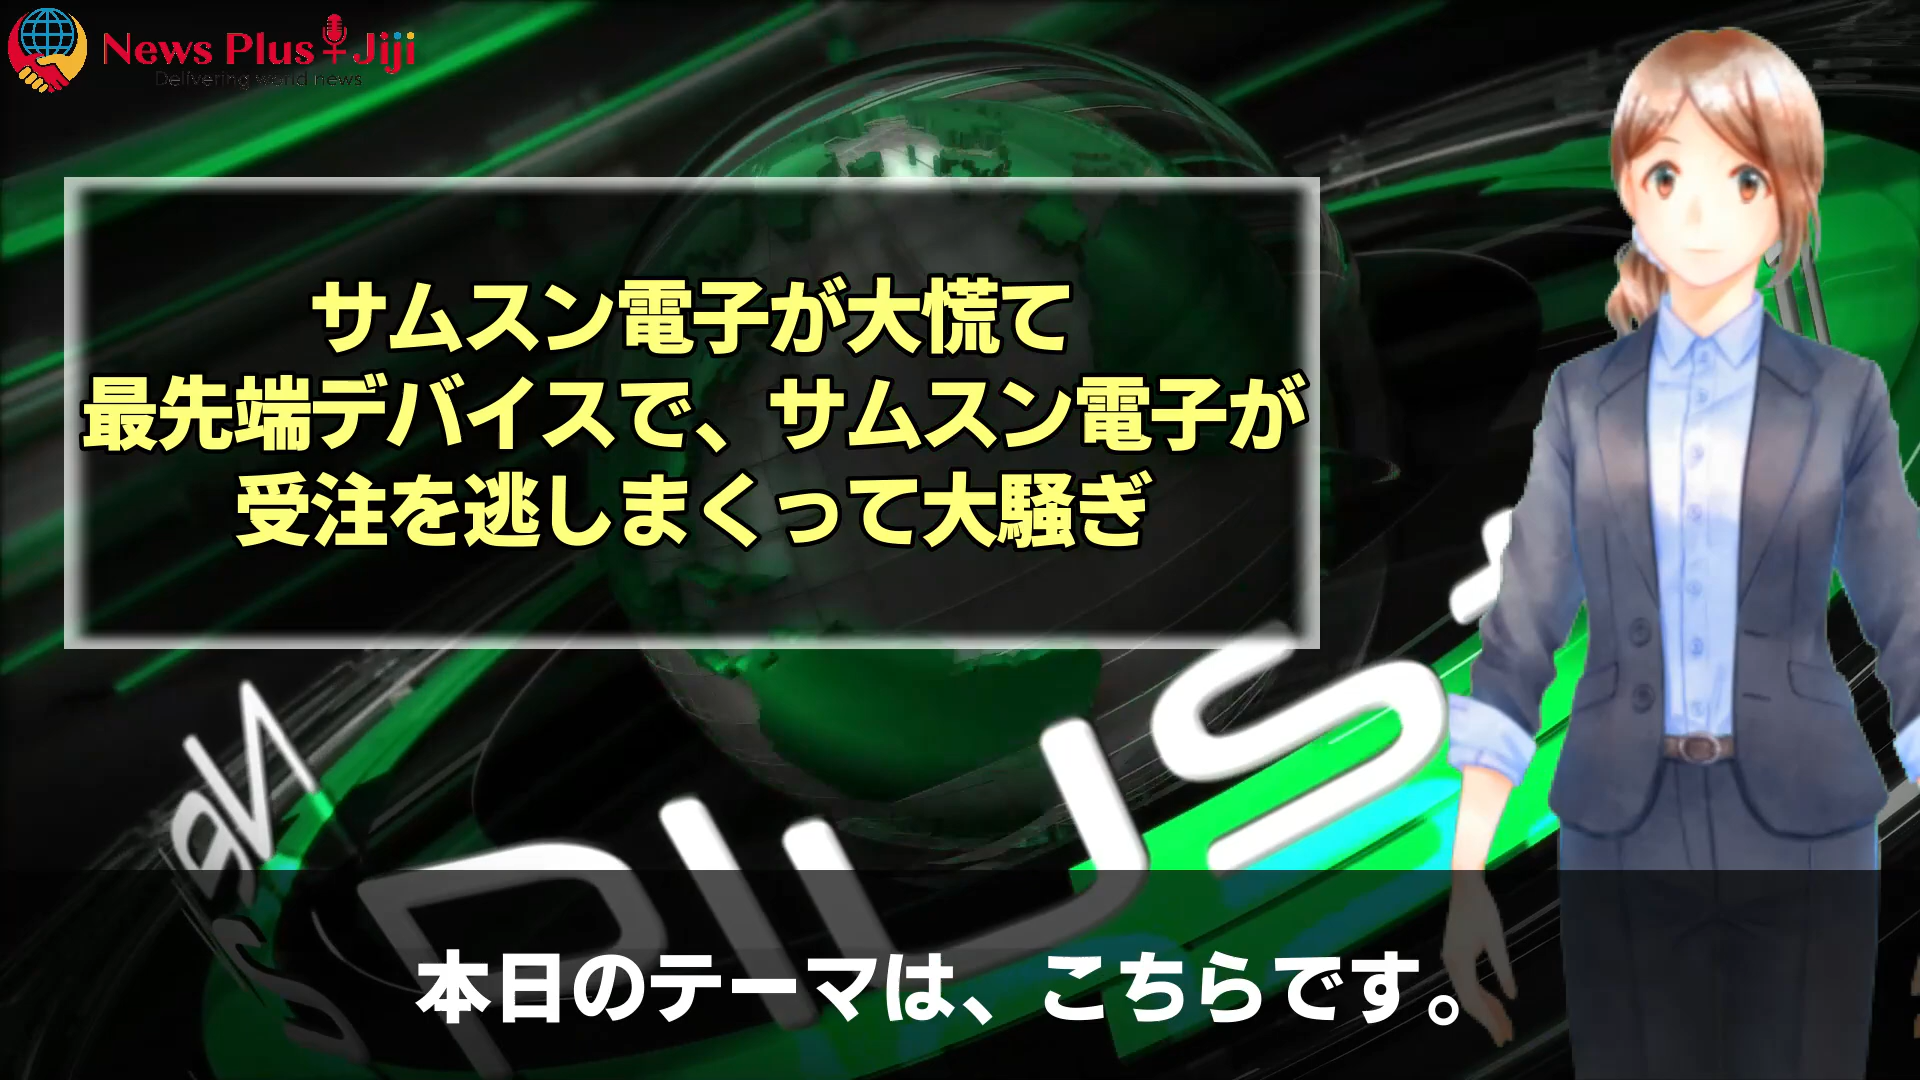 News Plus Jiji
Delivering world news
サムスン電子が大慌て
最先端デバイスで、サムスン電子が
受注を逃しまくって大騒ぎ
Plus
本日のテーマは、こちらです。